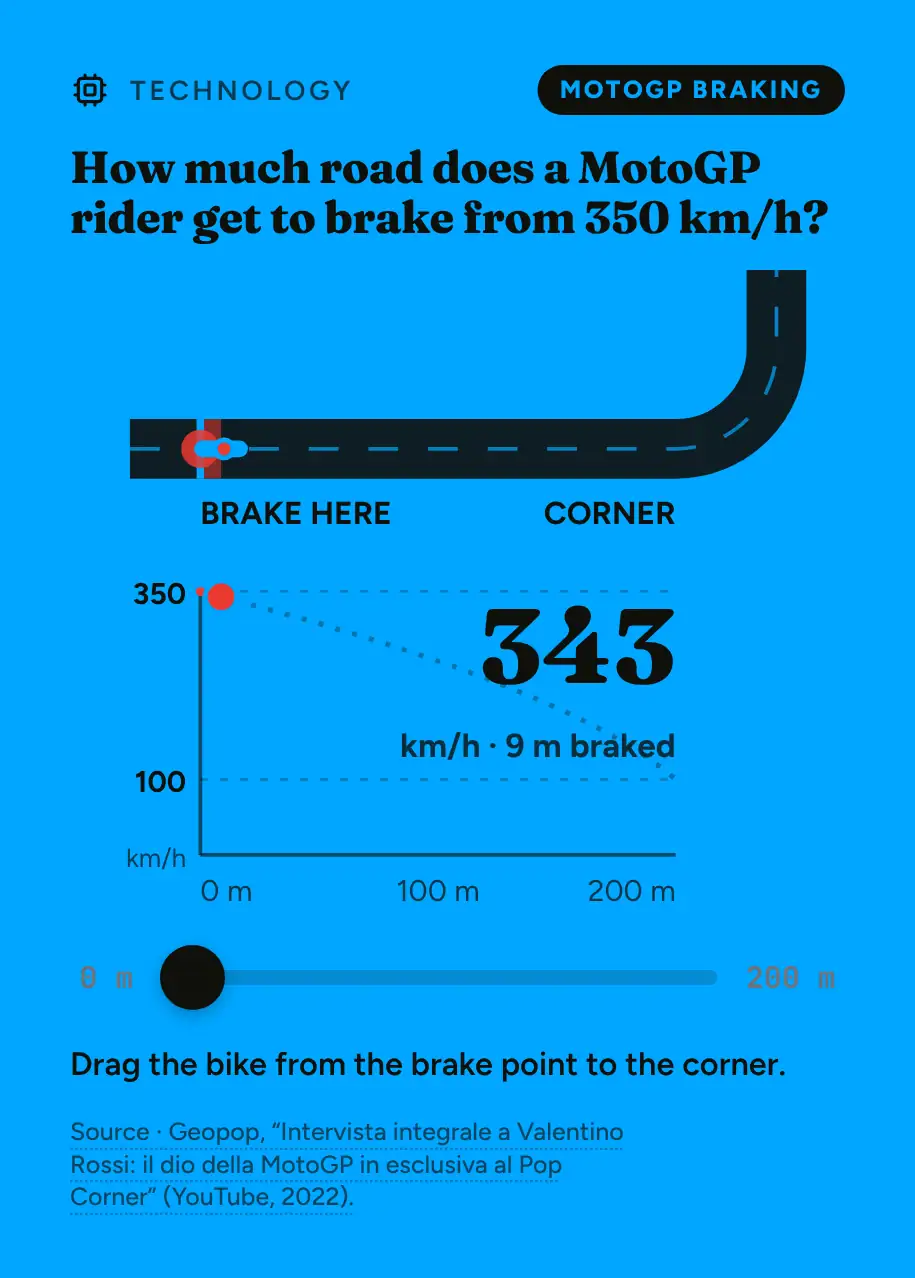 TECHNOLOGY
MOTOGP BRAKING
How much road does a MotoGP
rider get to brake from 350 km/h?
BRAKE HERE
CORNER
350
343
km/h · 9 m braked
100
km/h
0 m
100 m
200 m
0 m
200 m
Drag the bike from the brake point to the corner.
Source · Geopop, “Intervista integrale a Valentino
Rossi: il dio della MotoGP in esclusiva al Pop
Corner” (YouTube, 2022).